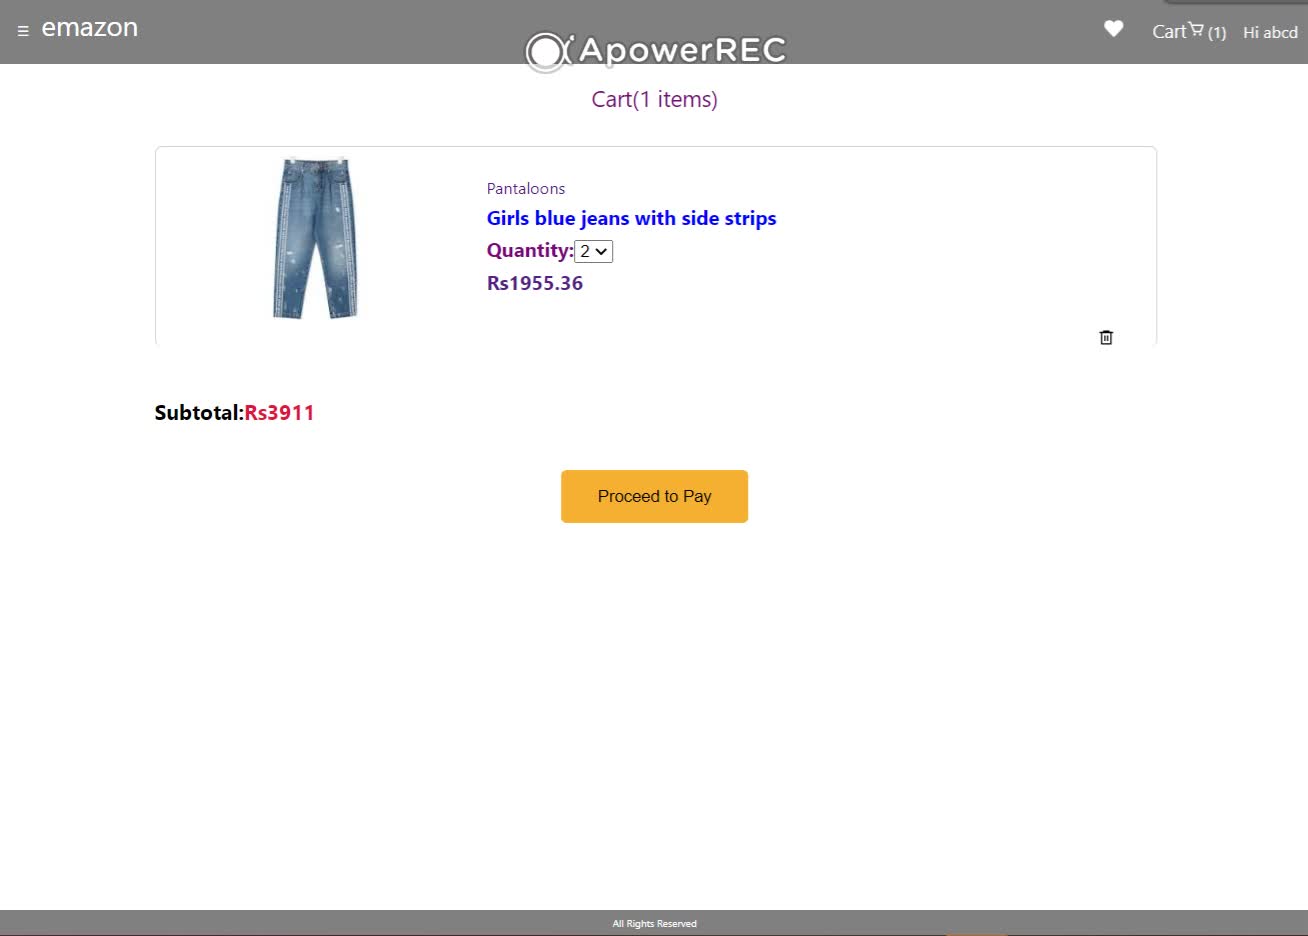 ☰ emazon
Cart (1) Hi abcd
ApowerREC
Cart(1 items)
Pantaloons
Girls blue jeans with side strips
Quantity:2
Rs1955.36
Subtotal:Rs3911
Proceed to Pay
All Rights Reserved